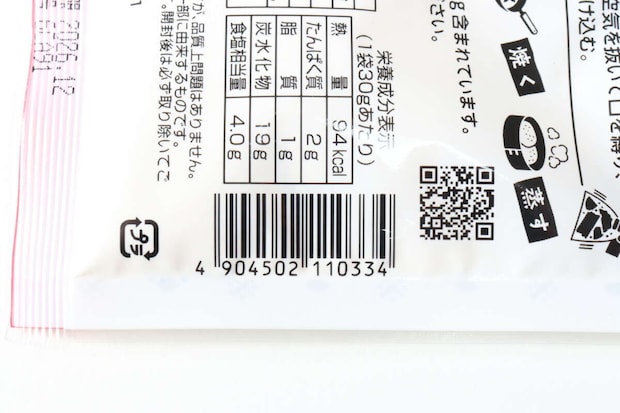 栄養成分表示
(1袋30gあたり)
熱量 94kcal
たんぱく質 2g
脂質 1g
炭水化物 19g
食塩相当量 4.0g
が 品質上問題はありません。
一部に由来するものです。
開封後は必ず取り除いてご
g含まれています。
ださい。
空気を抜いて口を
け込む。
焼く
蒸す
プラ
4 904502 110334